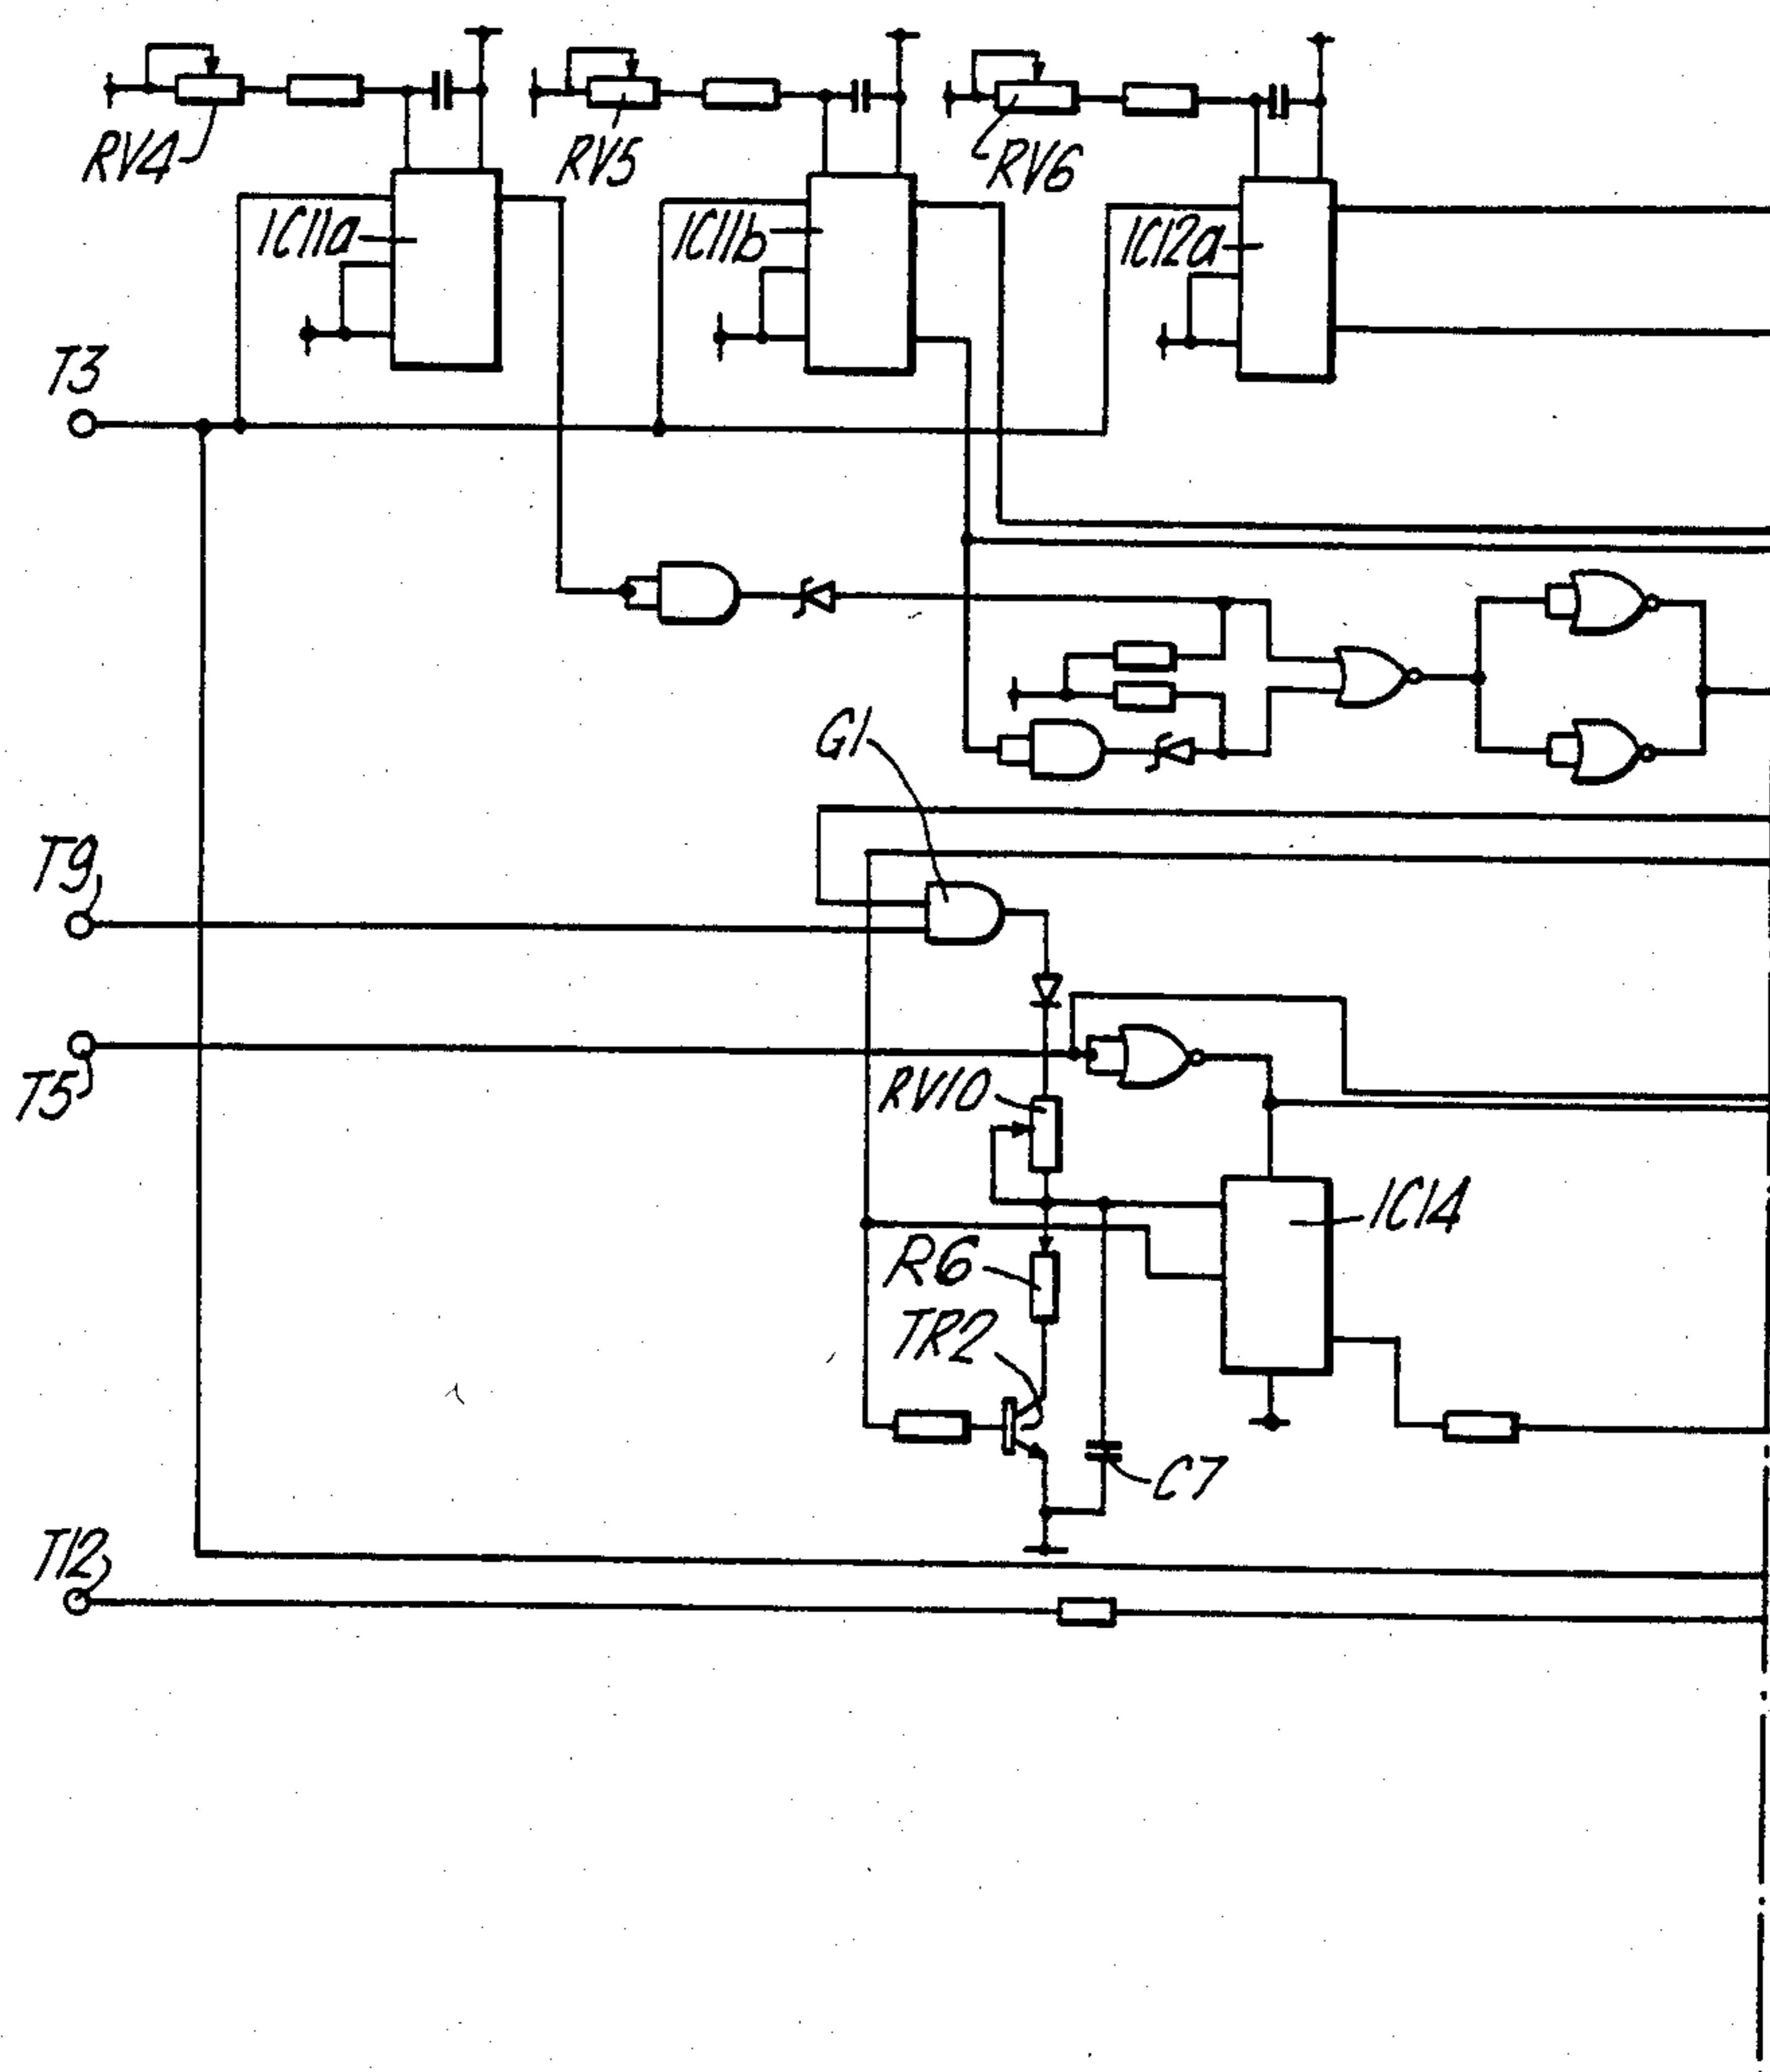 RV4
RV5
RV6
IC11a
IC11b
IC12a
T3
G1
T9
T5
RV10
IC14
R6
TR2
C7
T12